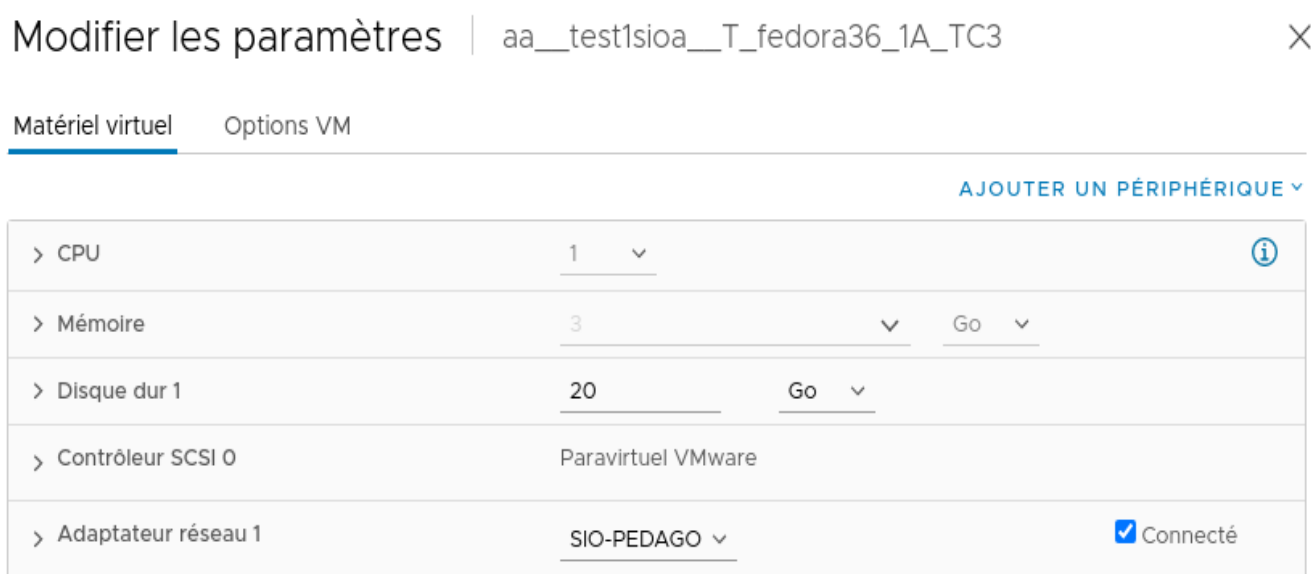 Modifier les paramètres aa__test1sioa__T_fedora36_1A_TC3
Matériel virtuel Options VM
AJOUTER UN PÉRIPHÉRIQUE
CPU 1
Mémoire 3 Go
Disque dur 1 20 Go
Contrôleur SCSI 0 Paravirtuel VMware
Adaptateur réseau 1 SIO-PEDAGO Connecté